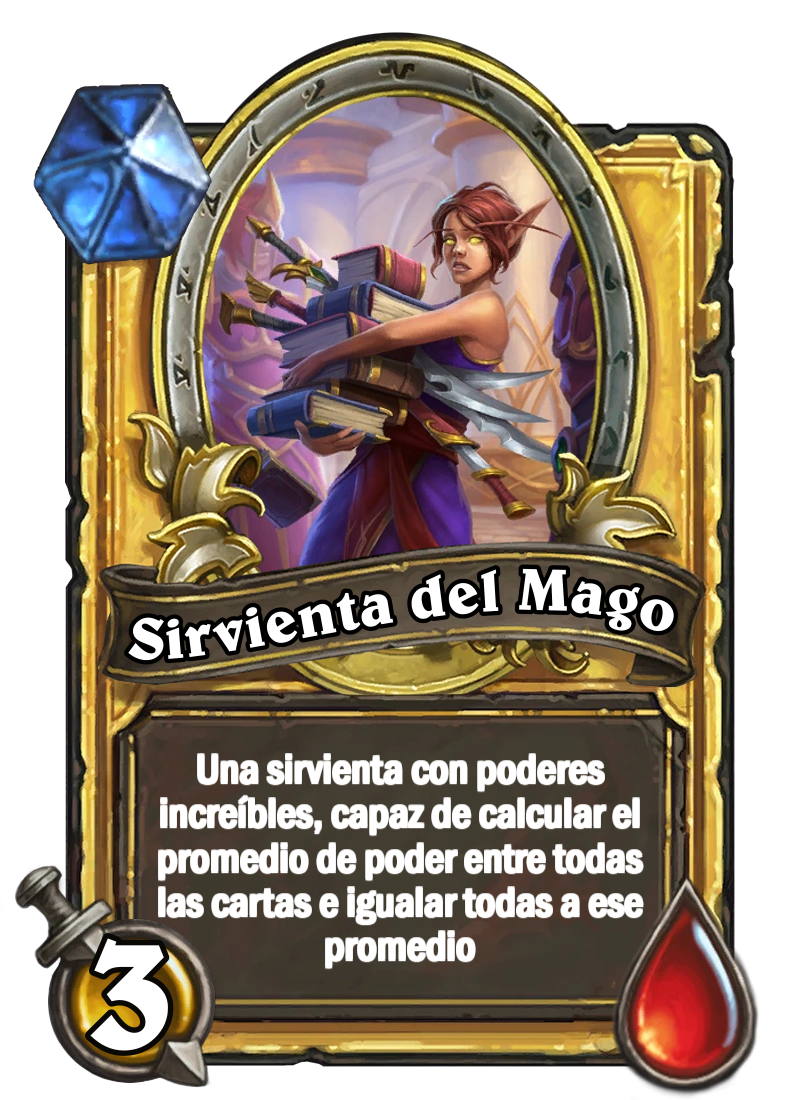 Sirvienta del Mago
Una sirvienta con poderes
increíbles, capaz de calcular el
promedio de poder entre todas
las cartas e igualar todas a ese
promedio
3